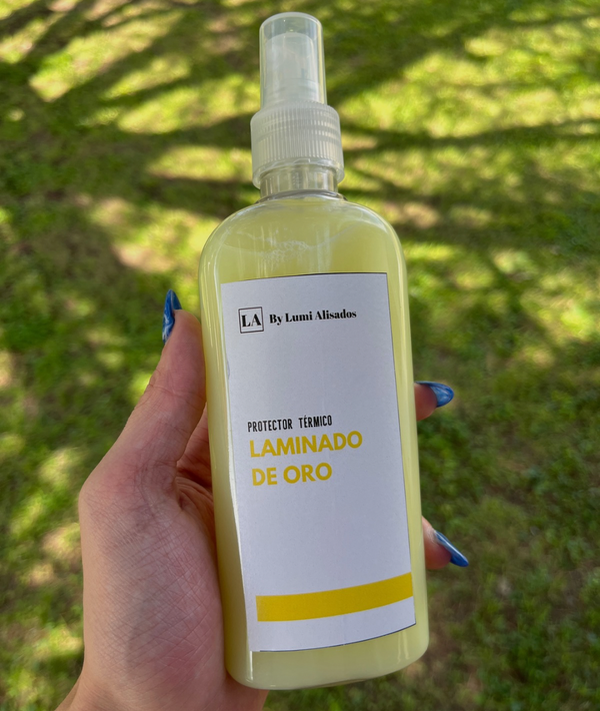 LA By Lumi Alisados
PROTECTOR TÉRMICO
LAMINADO
DE ORO